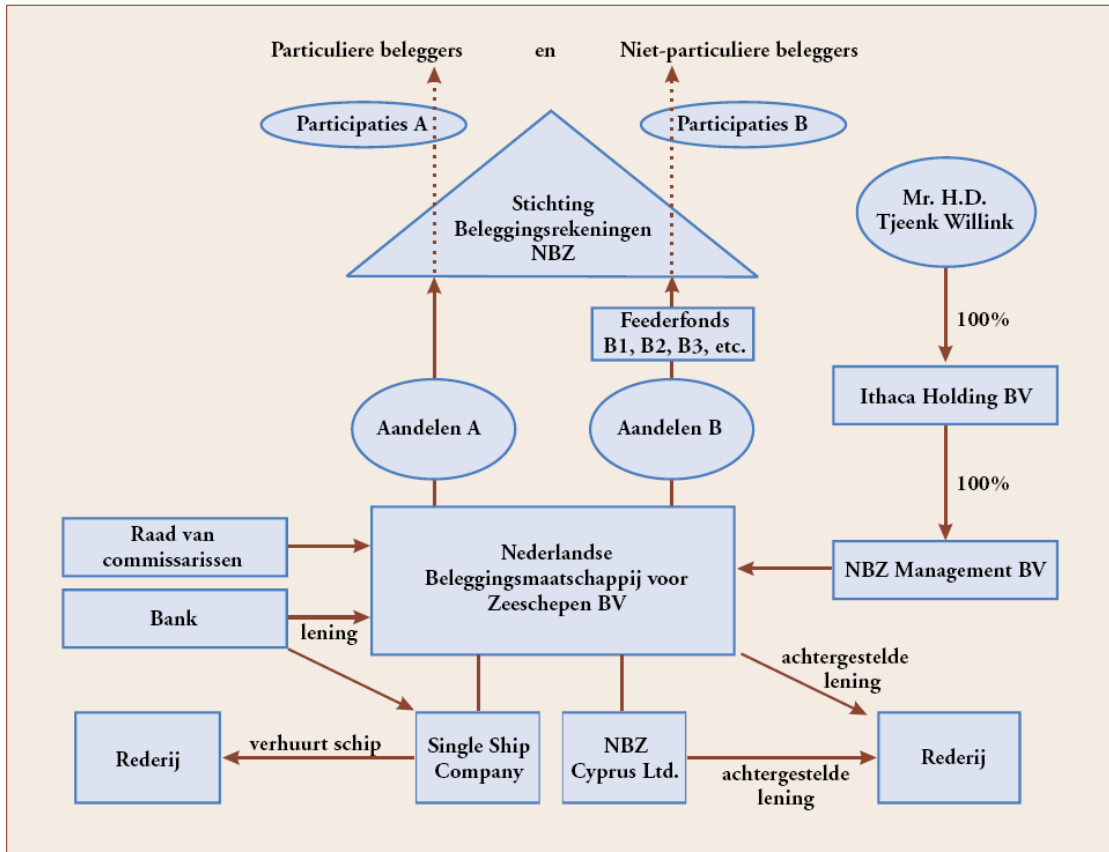 Particuliere beleggers en Niet-particuliere beleggers
Participaties A
Participaties B
Stichting
Beleggingsrekeningen
NBZ
Mr. H.D.
Tjeenk Willink
100%
Feederfonds
B1, B2, B3, etc.
Ithaca Holding BV
Aandelen A
Aandelen B
100%
Raad van
commissarissen
Nederlandse
Beleggingsmaatschappij voor
Zeeschepen BV
NBZ Management BV
Bank
lening
achtergestelde
lening
Rederij
verhuurt schip
Single Ship
Company
NBZ
Cyprus Ltd.
achtergestelde
lening
Rederij